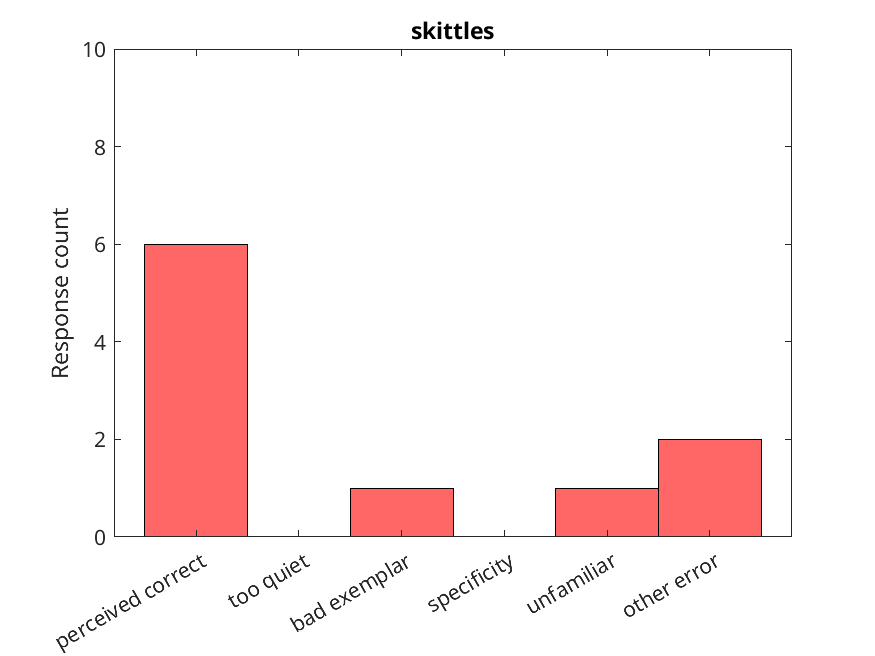 skittles
10
8
6
4
2
0
Response count
perceived correct
too quiet
bad exemplar
specificity
unfamiliar
other error